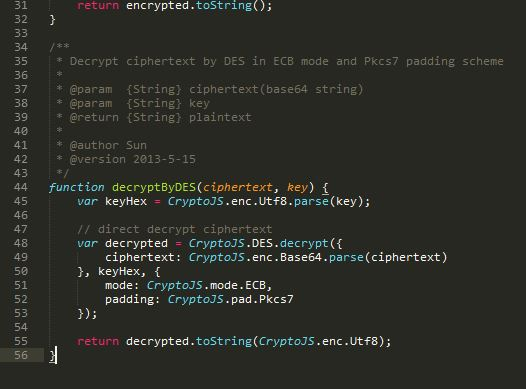 31     return encrypted.toString();
32 }
33
34 /**
35  * Decrypt ciphertext by DES in ECB mode and Pkcs7 padding scheme
36  *
37  * @param  {String} ciphertext(base64 string)
38  * @param  {String} key
39  * @return {String} plaintext
40  *
41  * @author Sun
42  * @version 2013-5-15
43  */
44 function decryptByDES(ciphertext, key) {
45     var keyHex = CryptoJS.enc.Utf8.parse(key);
46
47     // direct decrypt ciphertext
48     var decrypted = CryptoJS.DES.decrypt({
49         ciphertext: CryptoJS.enc.Base64.parse(ciphertext)
50     }, keyHex, {
51         mode: CryptoJS.mode.ECB,
52         padding: CryptoJS.pad.Pkcs7
53     });
54
55     return decrypted.toString(CryptoJS.enc.Utf8);
56 }